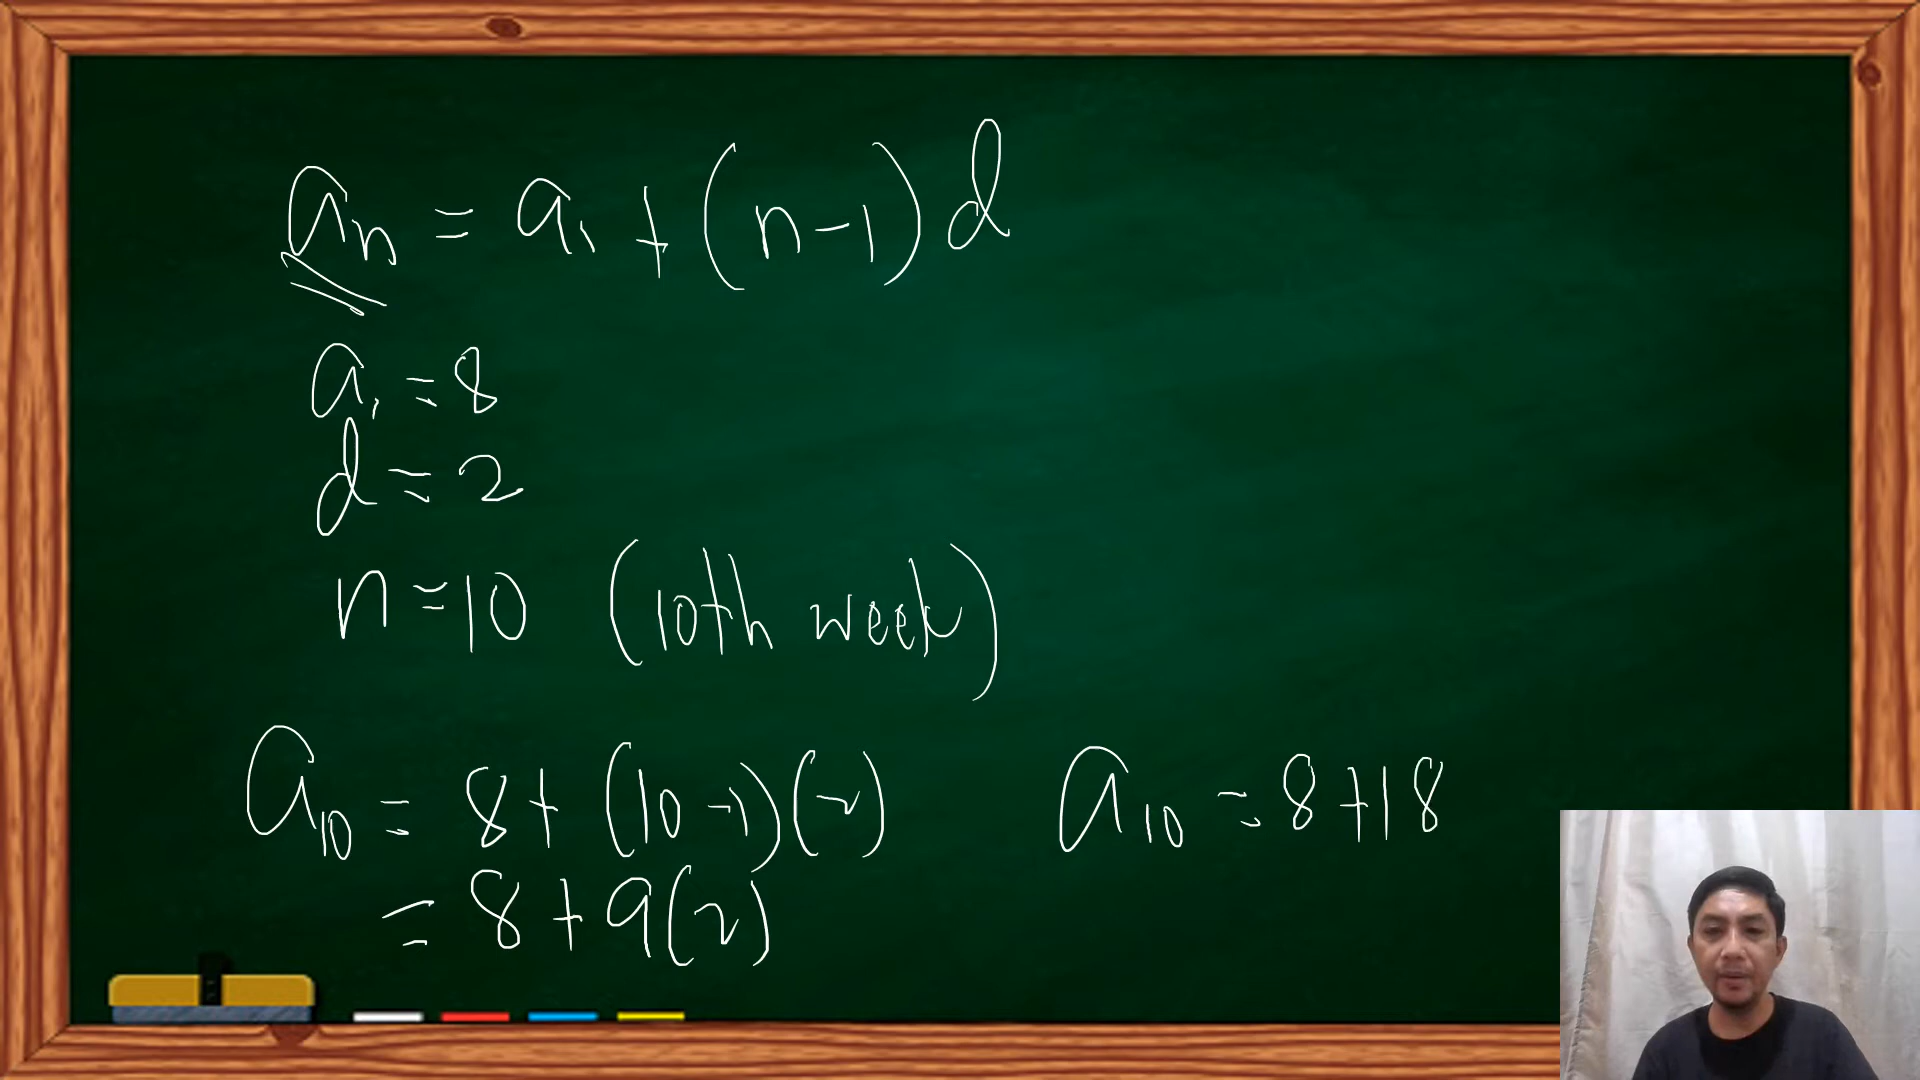 aₙ = a₁ + (n-1)d
a₁ = 8
d = 2
n = 10 (10th week)
a₁₀ = 8 + (10-1)(2)
= 8 + 9(2)
a₁₀ = 8 + 18